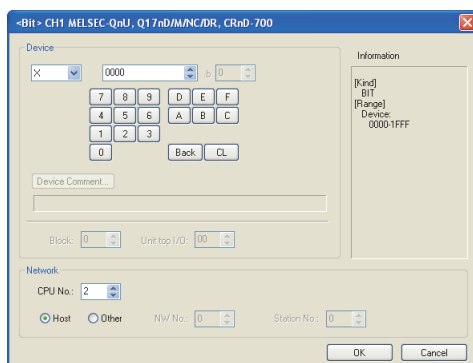 <Bit> CH1 MELSEC-QnU, Q17nD/M/NC/DR, CRnD-700
Device
Information
X 0000 .b 0
[Kind]
BIT
[Range]
Device:
0000-1FFF
7 8 9 D E F
4 5 6 A B C
1 2 3
0 Back CL
Device Comment...
Block: 0 Unit top I/O: 00
Network
CPU No.: 2
Host Other NW No.: 0 Station No.: 0
OK Cancel